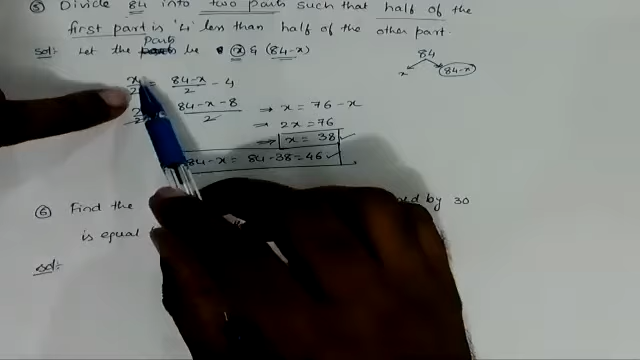 ⑤ Divide 84 into two parts such that half of the
first part is '4' less than half of the other part.
Sol:- Let the parts be x & (84-x)
84
x (84-x)
x/2 = (84-x)/2 - 4
(84-x-8)/2 ⇒ x = 76 - x
⇒ 2x = 76
⇒ x = 38
84-x = 84-38 = 46
⑥ Find the by 30
is equal
Sol:-